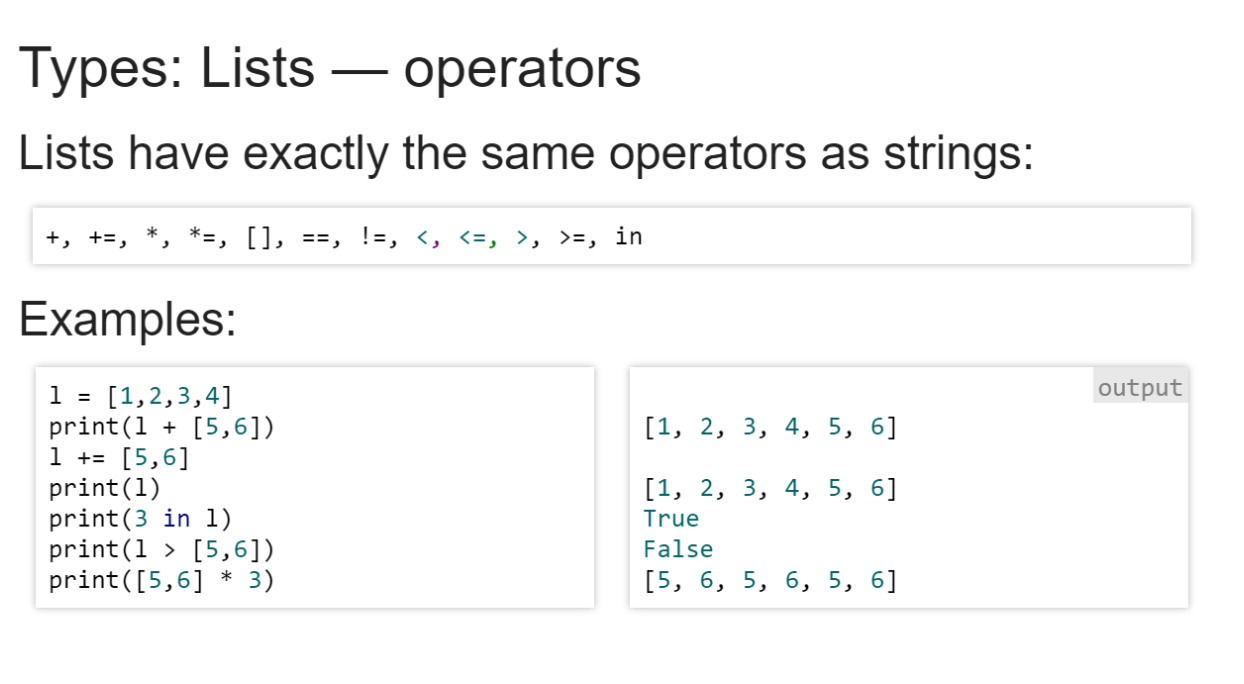 Types: Lists — operators
Lists have exactly the same operators as strings:
+, +=, *, *=, [], ==, !=, <, <=, >, >=, in
Examples:
l = [1,2,3,4]
print(l + [5,6])
l += [5,6]
print(l)
print(3 in l)
print(l > [5,6])
print([5,6] * 3)
output
[1, 2, 3, 4, 5, 6]
[1, 2, 3, 4, 5, 6]
True
False
[5, 6, 5, 6, 5, 6]